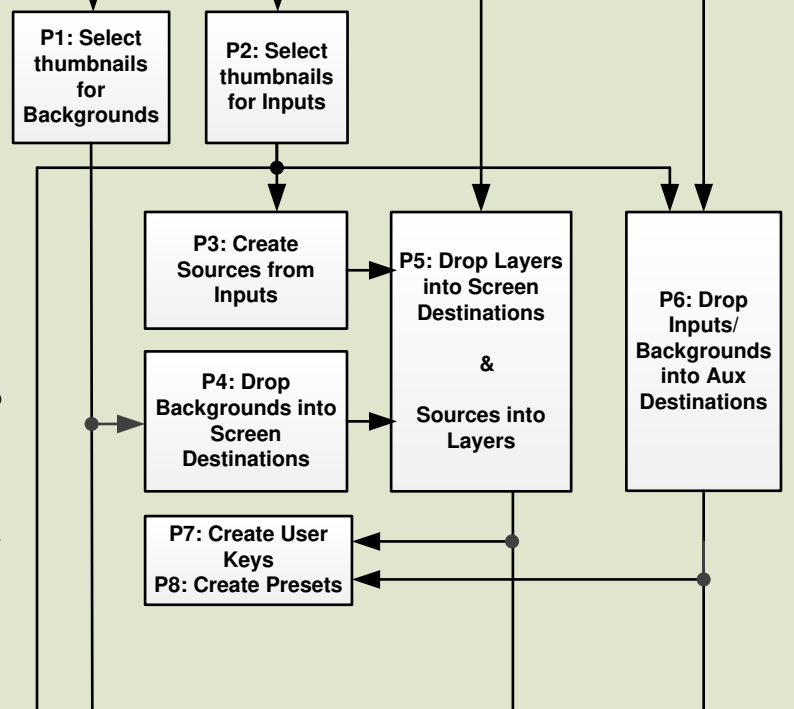 P1: Select
thumbnails
for
Backgrounds
P2: Select
thumbnails
for Inputs
P3: Create
Sources from
Inputs
P5: Drop Layers
into Screen
Destinations
&
Sources into
Layers
P6: Drop
Inputs/
Backgrounds
into Aux
Destinations
P4: Drop
Backgrounds into
Screen
Destinations
P7: Create User
Keys
P8: Create Presets